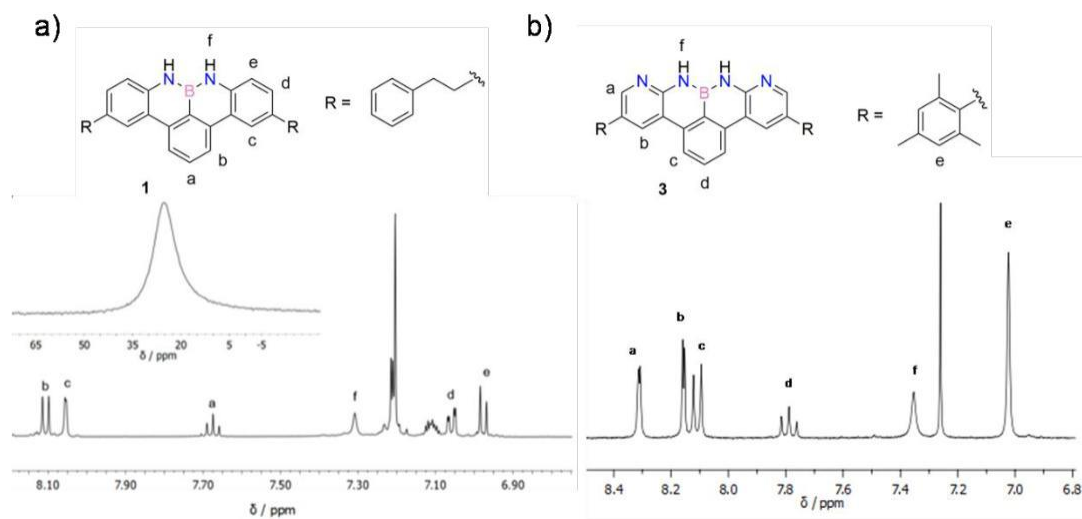 a)
f
H H
N N
B
e
d
R R
c
b
a
1
R =
65 35 25 20 5 -5
δ / ppm
b c a f d e
8.10 7.90 7.70 7.50 7.30 7.10 6.90
δ / ppm
b)
f
H H
a N N N N
B
R R
b
c
d
3
R =
e
a b c d f e
8.4 8.2 8.0 7.8 7.6 7.4 7.2 7.0 6.8
δ / ppm